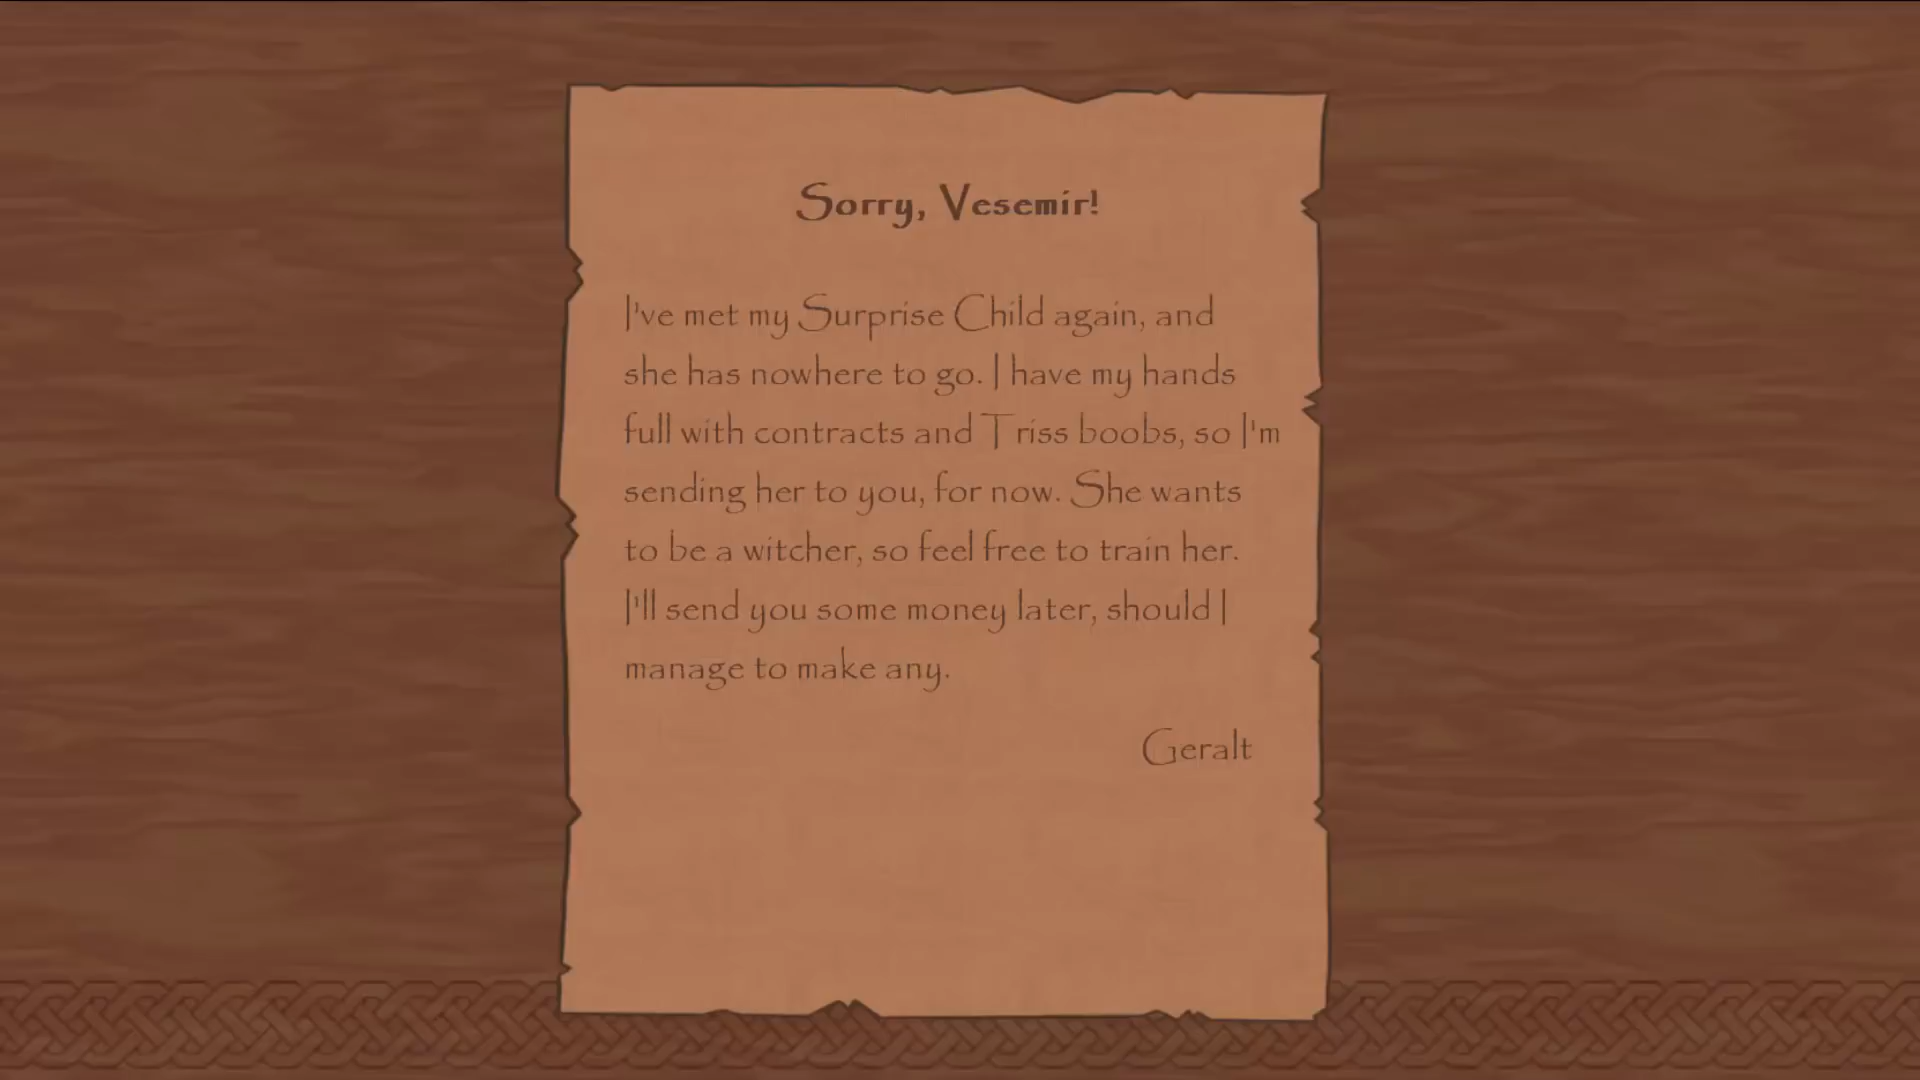 Sorry, Vesemir!
I've met my Surprise Child again, and
she has nowhere to go. I have my hands
full with contracts and Triss boobs, so I'm
sending her to you, for now. She wants
to be a witcher, so feel free to train her.
I'll send you some money later, should I
manage to make any.
Geralt